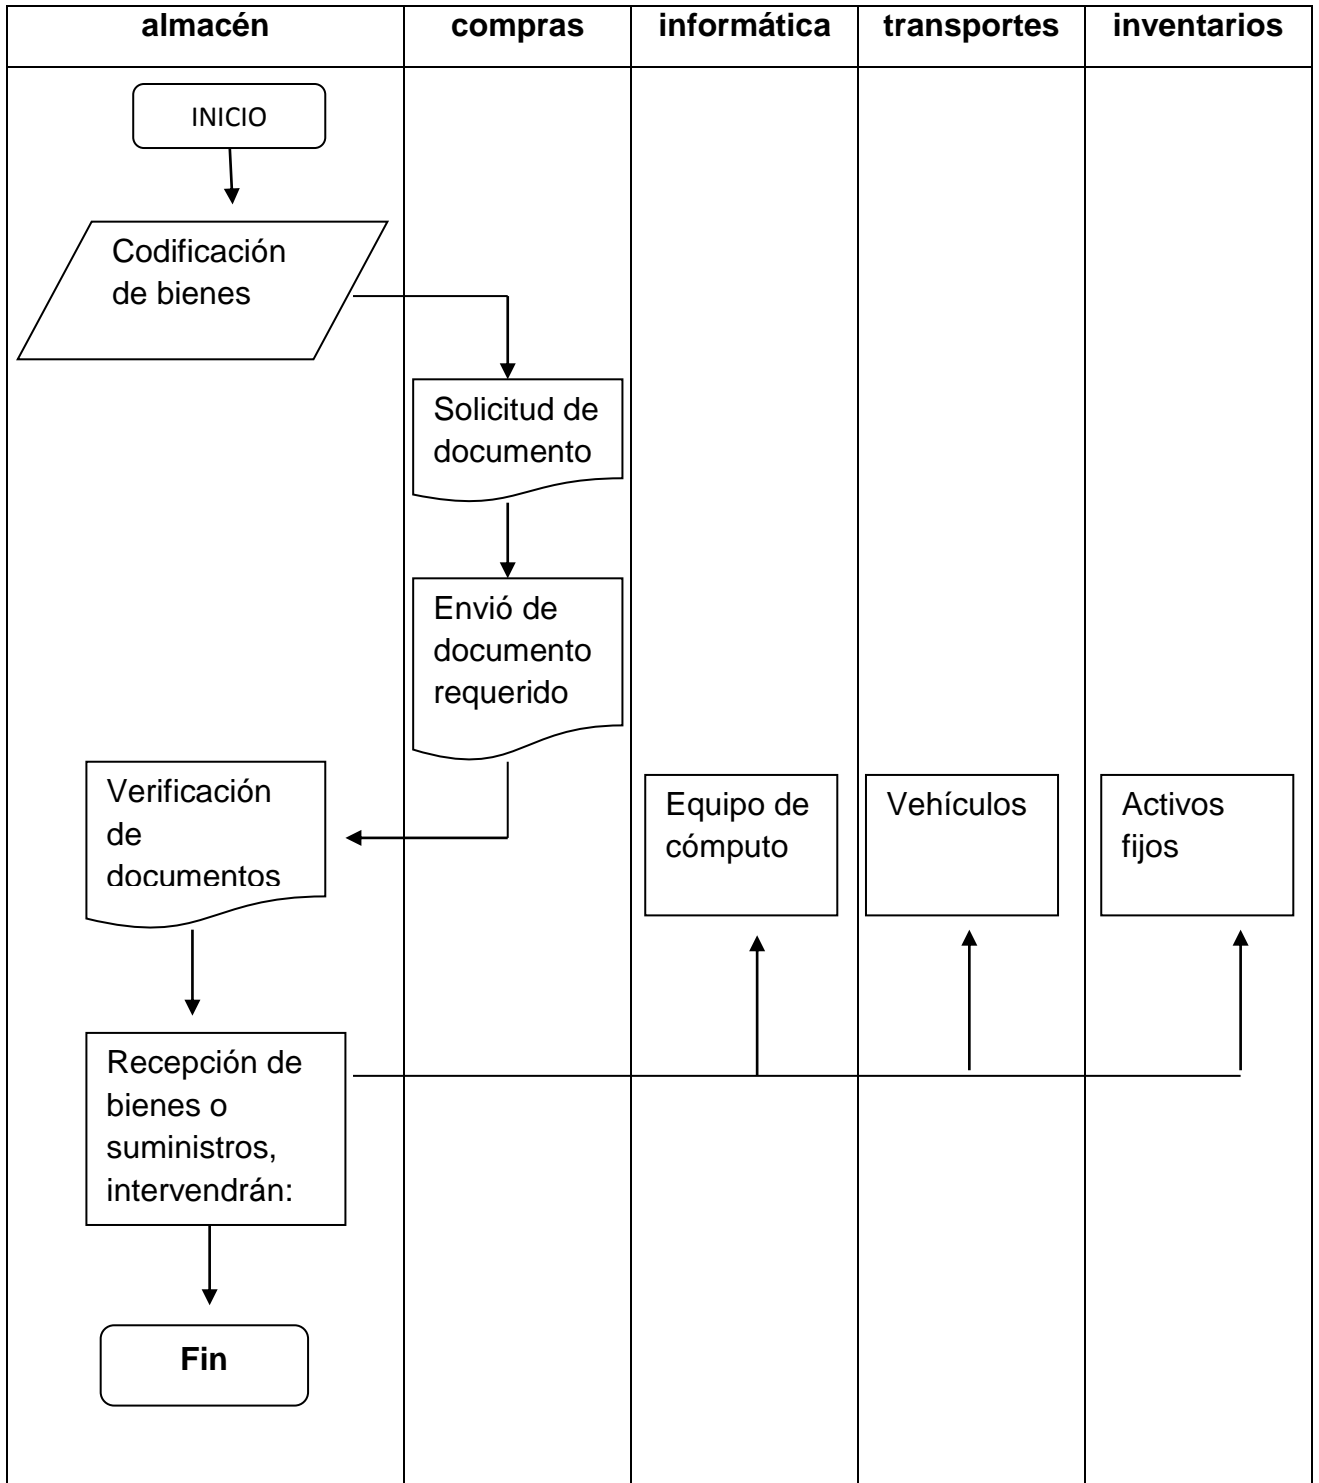 almacén
compras
informática
transportes
inventarios
INICIO
Codificación
de bienes
Solicitud de
documento
Envió de
documento
requerido
Verificación
de
documentos
Equipo de
cómputo
Vehículos
Activos
fijos
Recepción de
bienes o
suministros,
intervendrán:
Fin